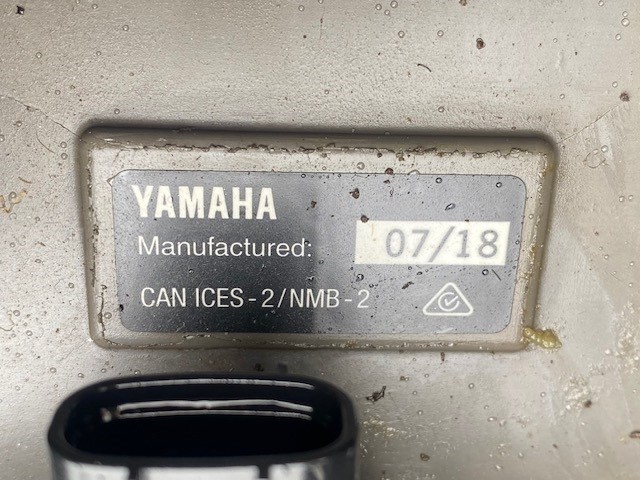 YAMAHA
Manufactured: 07/18
CAN ICES - 2/NMB - 2